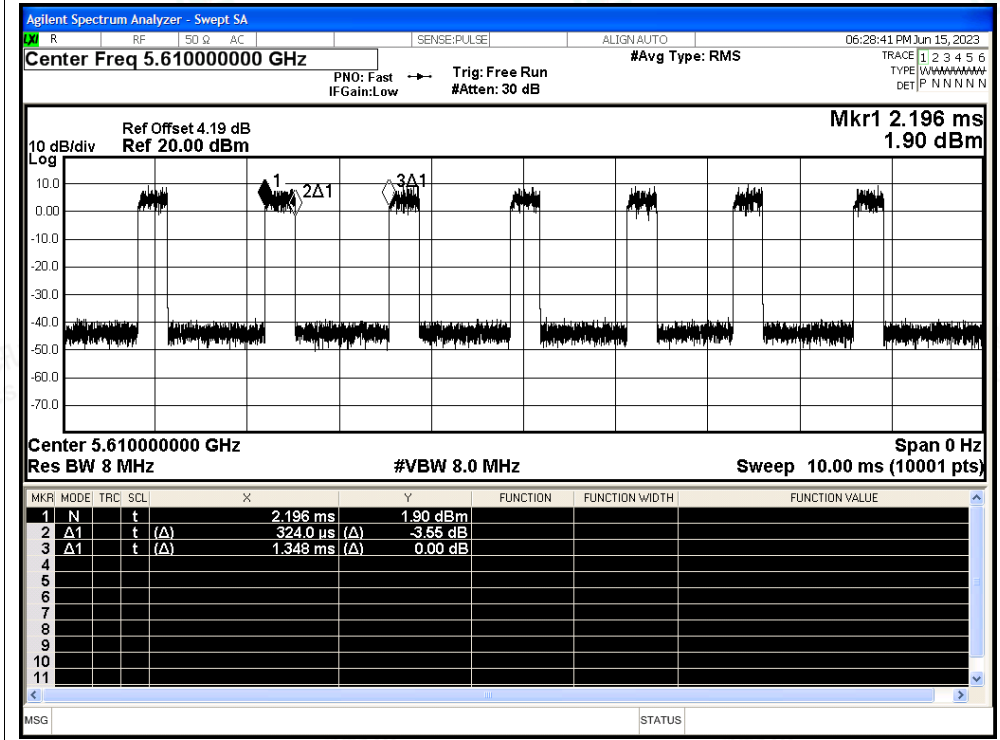 Agilent Spectrum Analyzer - Swept SA
LXI R RF 50 Ω AC SENSE:PULSE ALIGN AUTO 06:28:41 PM Jun 15, 2023
Center Freq 5.610000000 GHz
PNO: Fast
IFGain:Low
Trig: Free Run
#Atten: 30 dB
#Avg Type: RMS
TRACE 1 2 3 4 5 6
TYPE
DET P N N N N N
Mkr1 2.196 ms
1.90 dBm
Ref Offset 4.19 dB
10 dB/div Ref 20.00 dBm
Log
10.0
0.00
-10.0
-20.0
-30.0
-40.0
-50.0
-60.0
-70.0
1
2Δ1
3Δ1
Center 5.610000000 GHz Span 0 Hz
Res BW 8 MHz #VBW 8.0 MHz Sweep 10.00 ms (10001 pts)
MKR MODE TRC SCL X Y FUNCTION FUNCTION WIDTH FUNCTION VALUE
1 N t 2.196 ms 1.90 dBm
2 Δ1 t (Δ) 324.0 µs (Δ) -3.55 dB
3 Δ1 t (Δ) 1.348 ms (Δ) 0.00 dB
4
5
6
7
8
9
10
11
MSG STATUS